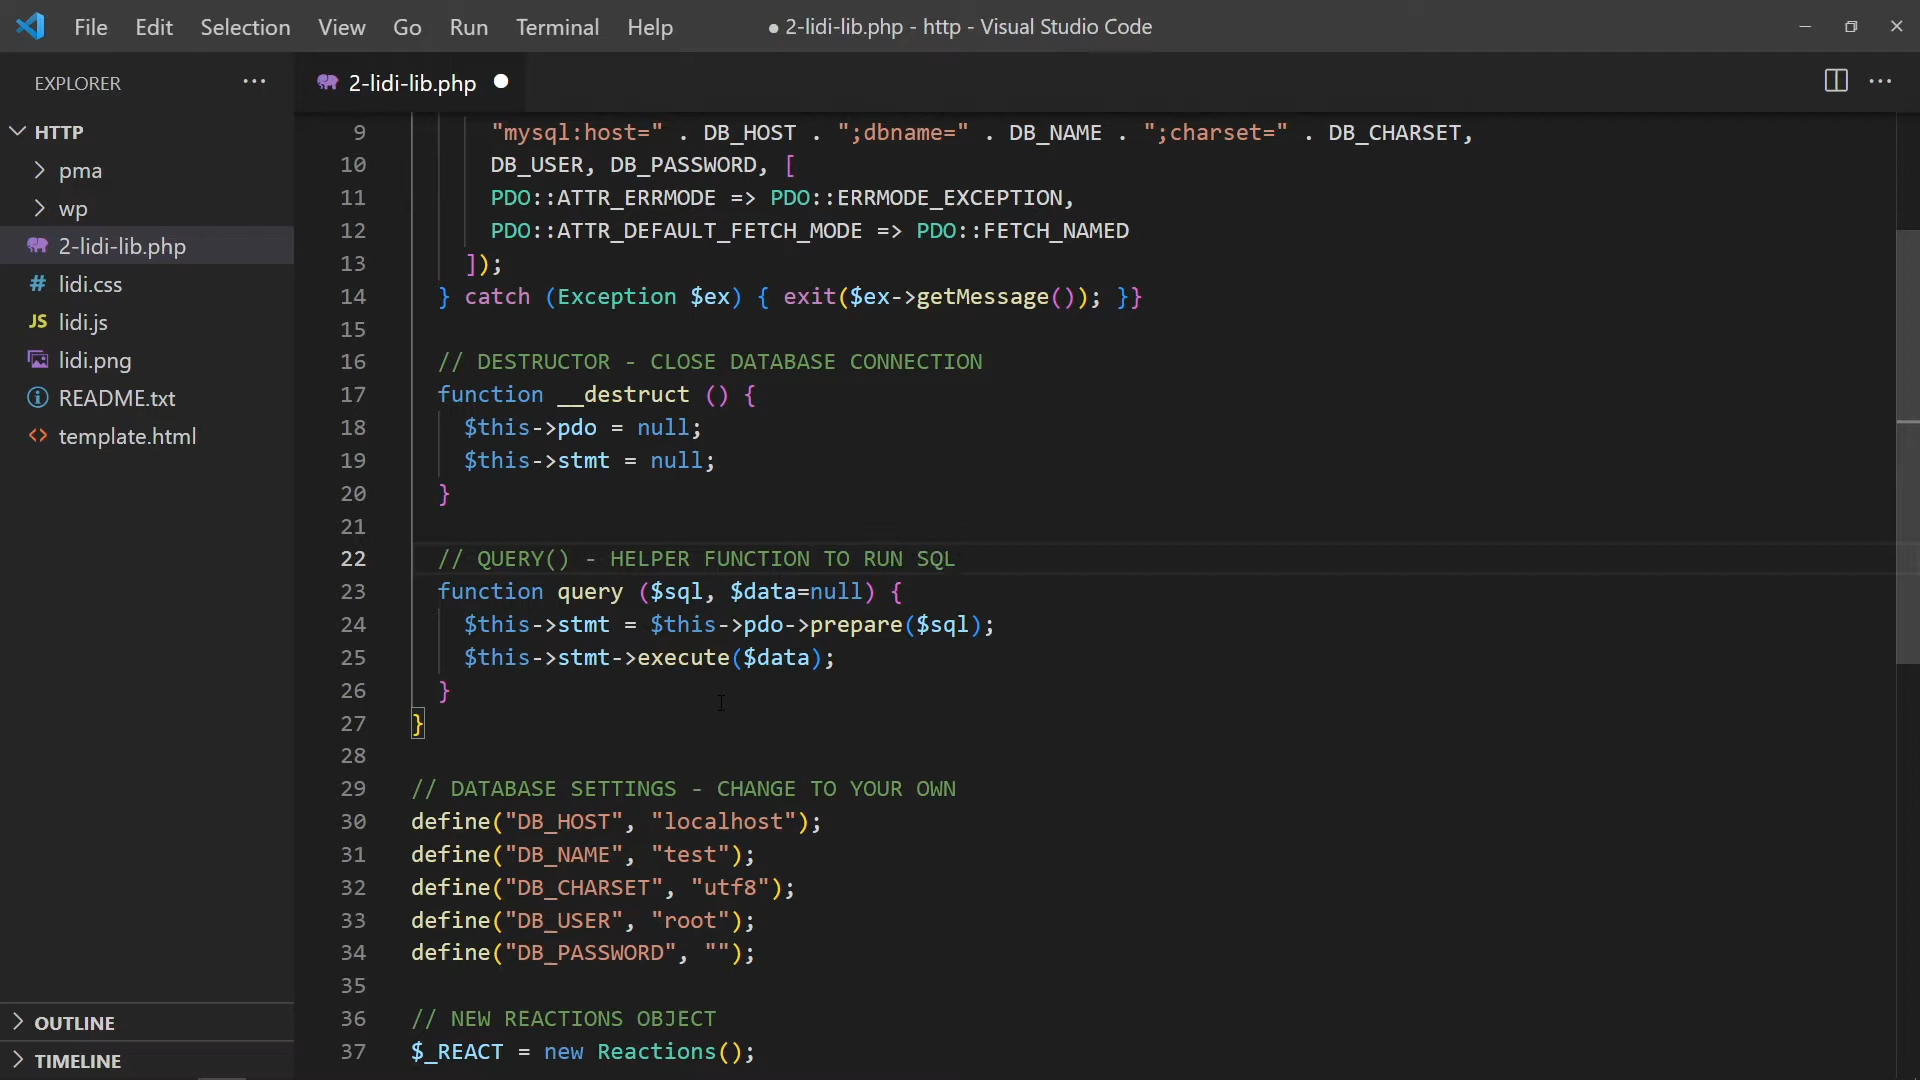 File Edit Selection View Go Run Terminal Help ● 2-lidi-lib.php - http - Visual Studio Code
EXPLORER ···
HTTP
pma
wp
2-lidi-lib.php
# lidi.css
JS lidi.js
lidi.png
README.txt
<> template.html
OUTLINE
TIMELINE
2-lidi-lib.php
9 "mysql:host=" . DB_HOST . ";dbname=" . DB_NAME . ";charset=" . DB_CHARSET,
10 DB_USER, DB_PASSWORD, [
11 PDO::ATTR_ERRMODE => PDO::ERRMODE_EXCEPTION,
12 PDO::ATTR_DEFAULT_FETCH_MODE => PDO::FETCH_NAMED
13 ]);
14 } catch (Exception $ex) { exit($ex->getMessage()); }}
15
16 // DESTRUCTOR - CLOSE DATABASE CONNECTION
17 function __destruct () {
18 $this->pdo = null;
19 $this->stmt = null;
20 }
21
22 // QUERY() - HELPER FUNCTION TO RUN SQL
23 function query ($sql, $data=null) {
24 $this->stmt = $this->pdo->prepare($sql);
25 $this->stmt->execute($data);
26 }
27 }
28
29 // DATABASE SETTINGS - CHANGE TO YOUR OWN
30 define("DB_HOST", "localhost");
31 define("DB_NAME", "test");
32 define("DB_CHARSET", "utf8");
33 define("DB_USER", "root");
34 define("DB_PASSWORD", "");
35
36 // NEW REACTIONS OBJECT
37 $_REACT = new Reactions();